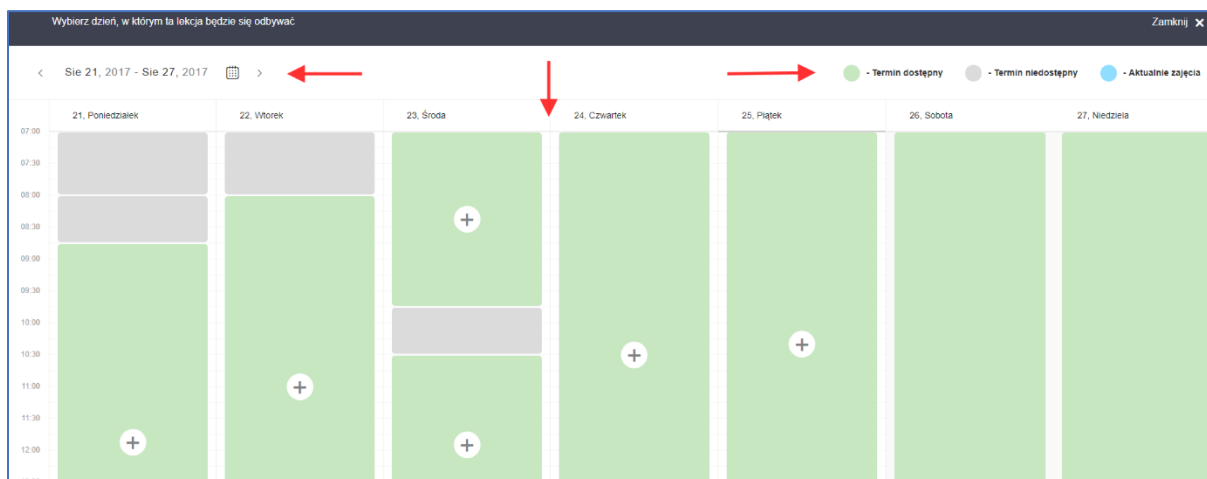 Wybierz dzień, w którym ta lekcja będzie się odbywać
Zamknij
Sie 21, 2017 - Sie 27, 2017
- Termin dostępny
- Termin niedostępny
- Aktualnie zajęcia
21, Poniedziałek
22, Wtorek
23, Środa
24, Czwartek
25, Piątek
26, Sobota
27, Niedziela
07:00
07:30
08:00
08:30
09:00
09:30
10:00
10:30
11:00
11:30
12:00